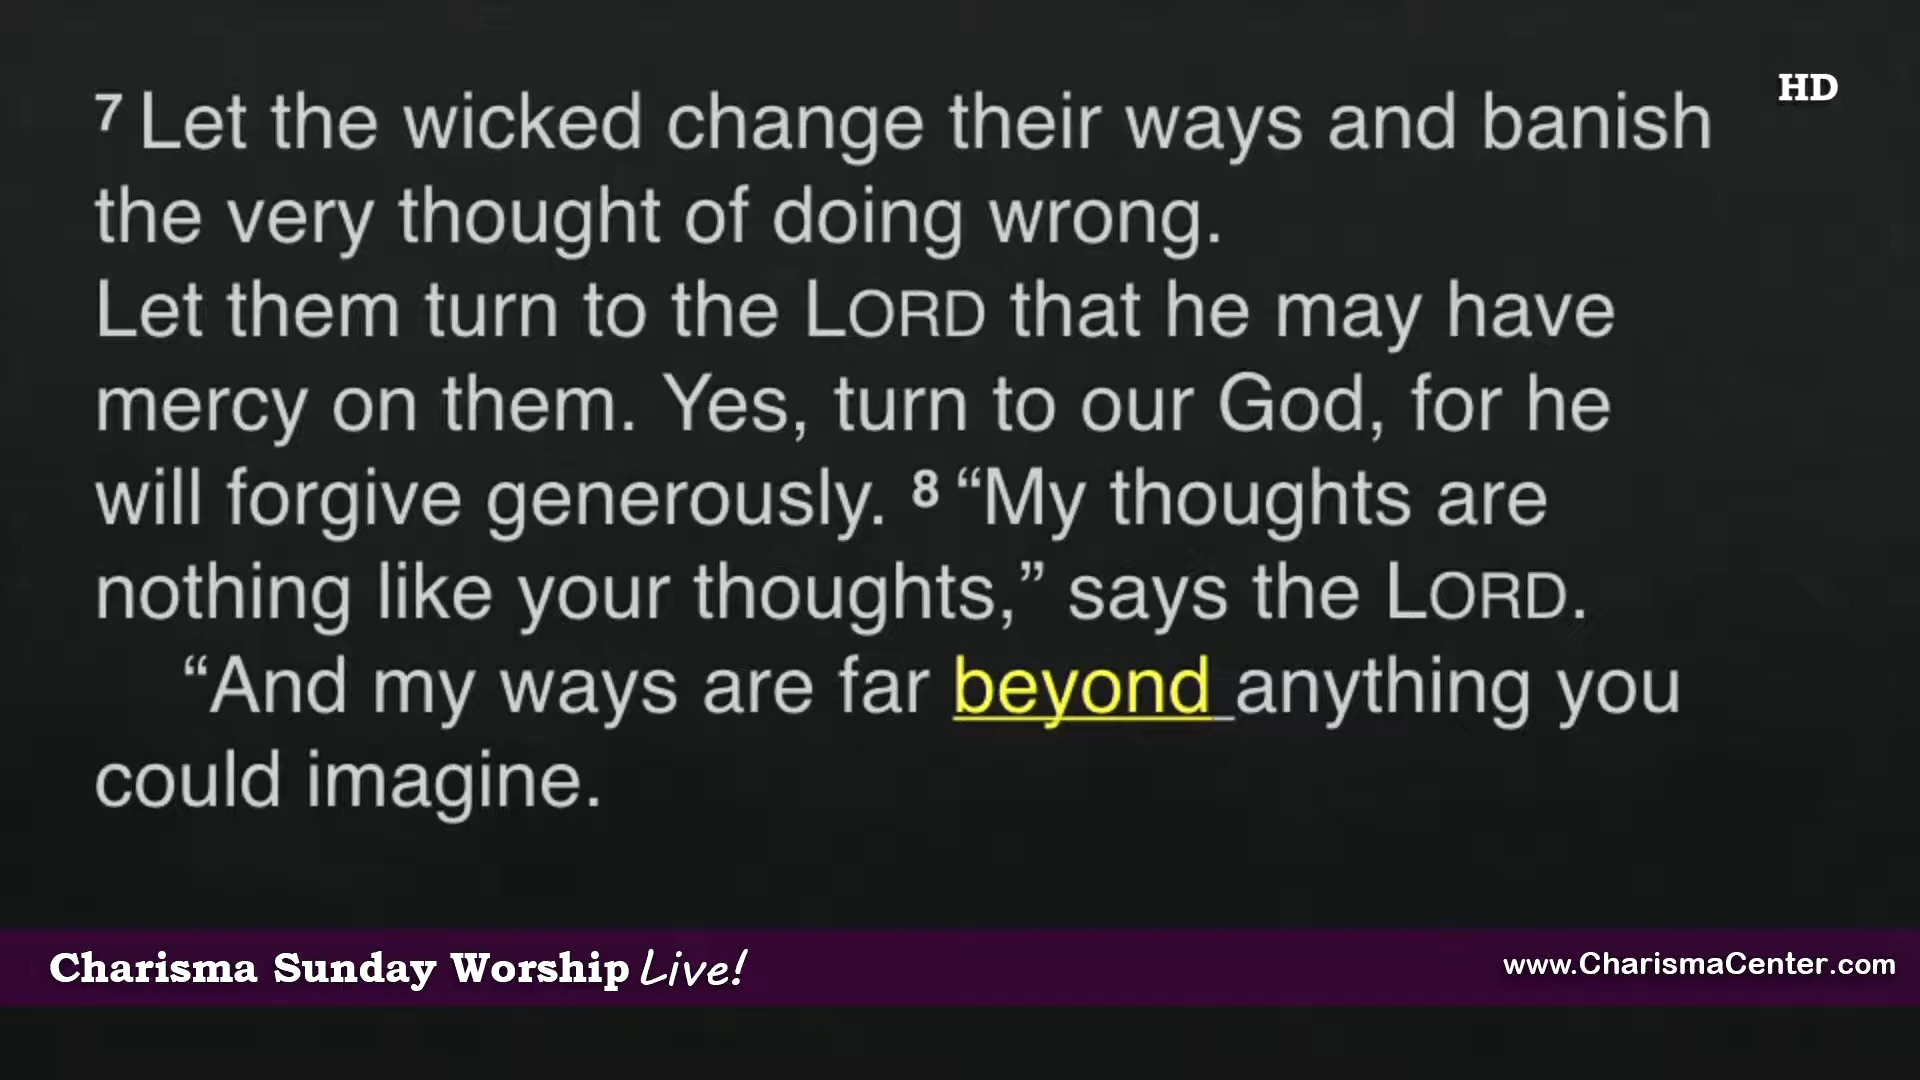 HD
7 Let the wicked change their ways and banish
the very thought of doing wrong.
Let them turn to the LORD that he may have
mercy on them. Yes, turn to our God, for he
will forgive generously. 8 “My thoughts are
nothing like your thoughts,” says the LORD.
“And my ways are far beyond anything you
could imagine.
Charisma Sunday Worship Live!
www.CharismaCenter.com